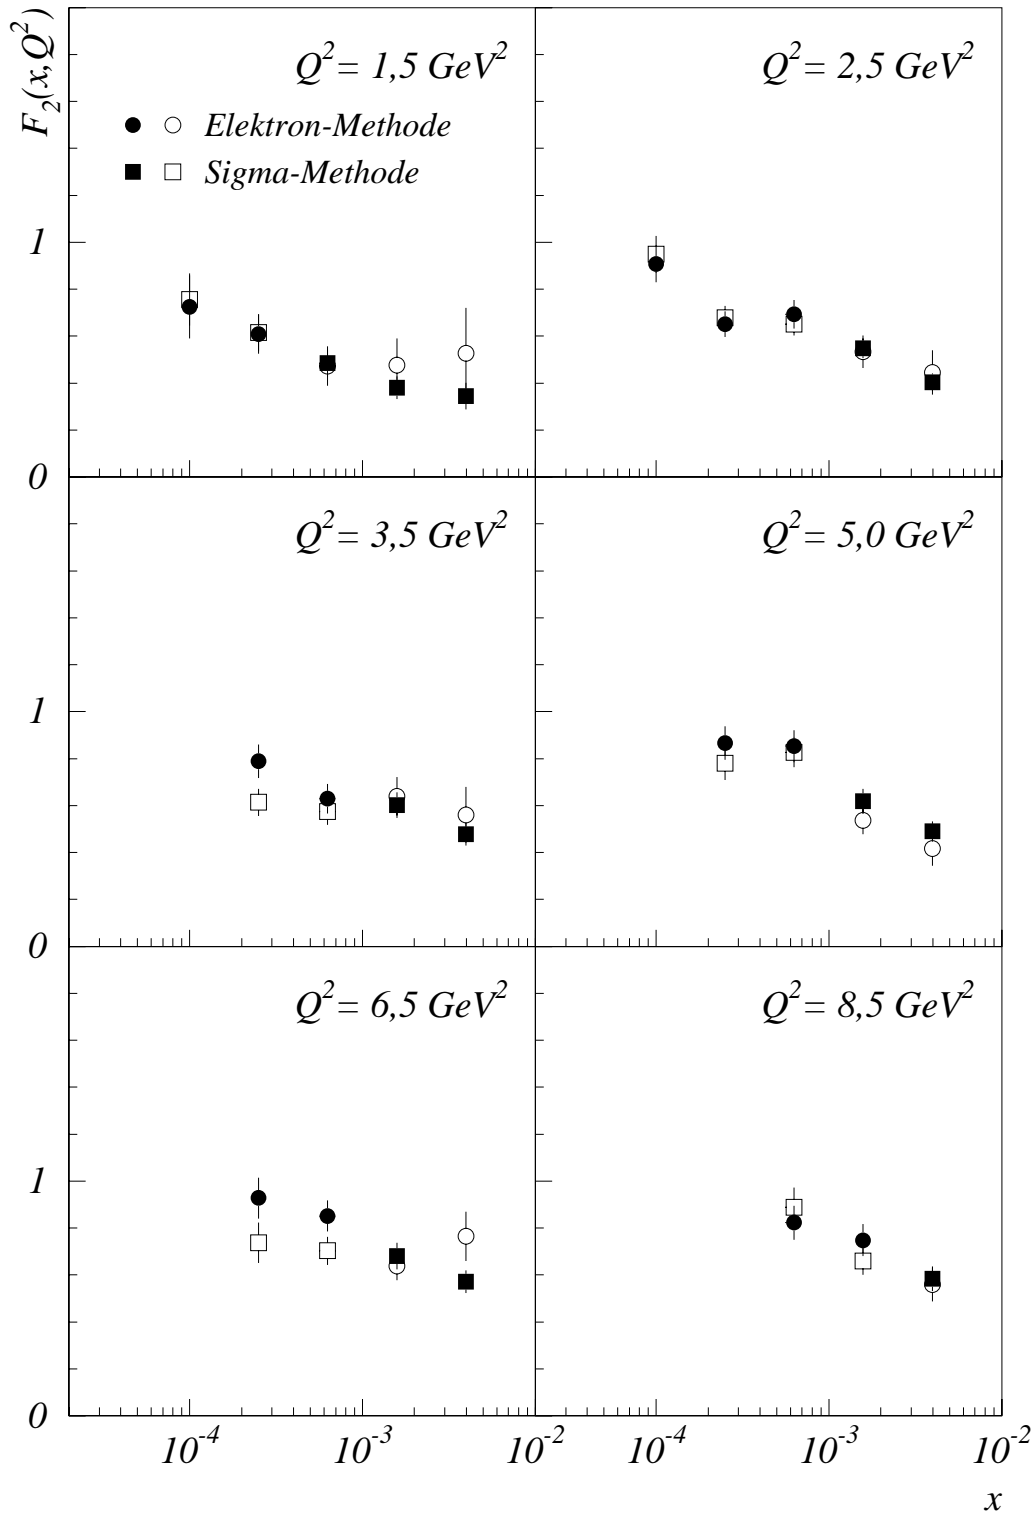 F₂(x,Q²)
Q² = 1,5 GeV²
Q² = 2,5 GeV²
Elektron-Methode
Sigma-Methode
1
0
Q² = 3,5 GeV²
Q² = 5,0 GeV²
1
0
Q² = 6,5 GeV²
Q² = 8,5 GeV²
1
0
10⁻⁴ 10⁻³ 10⁻² 10⁻⁴ 10⁻³ 10⁻²
x